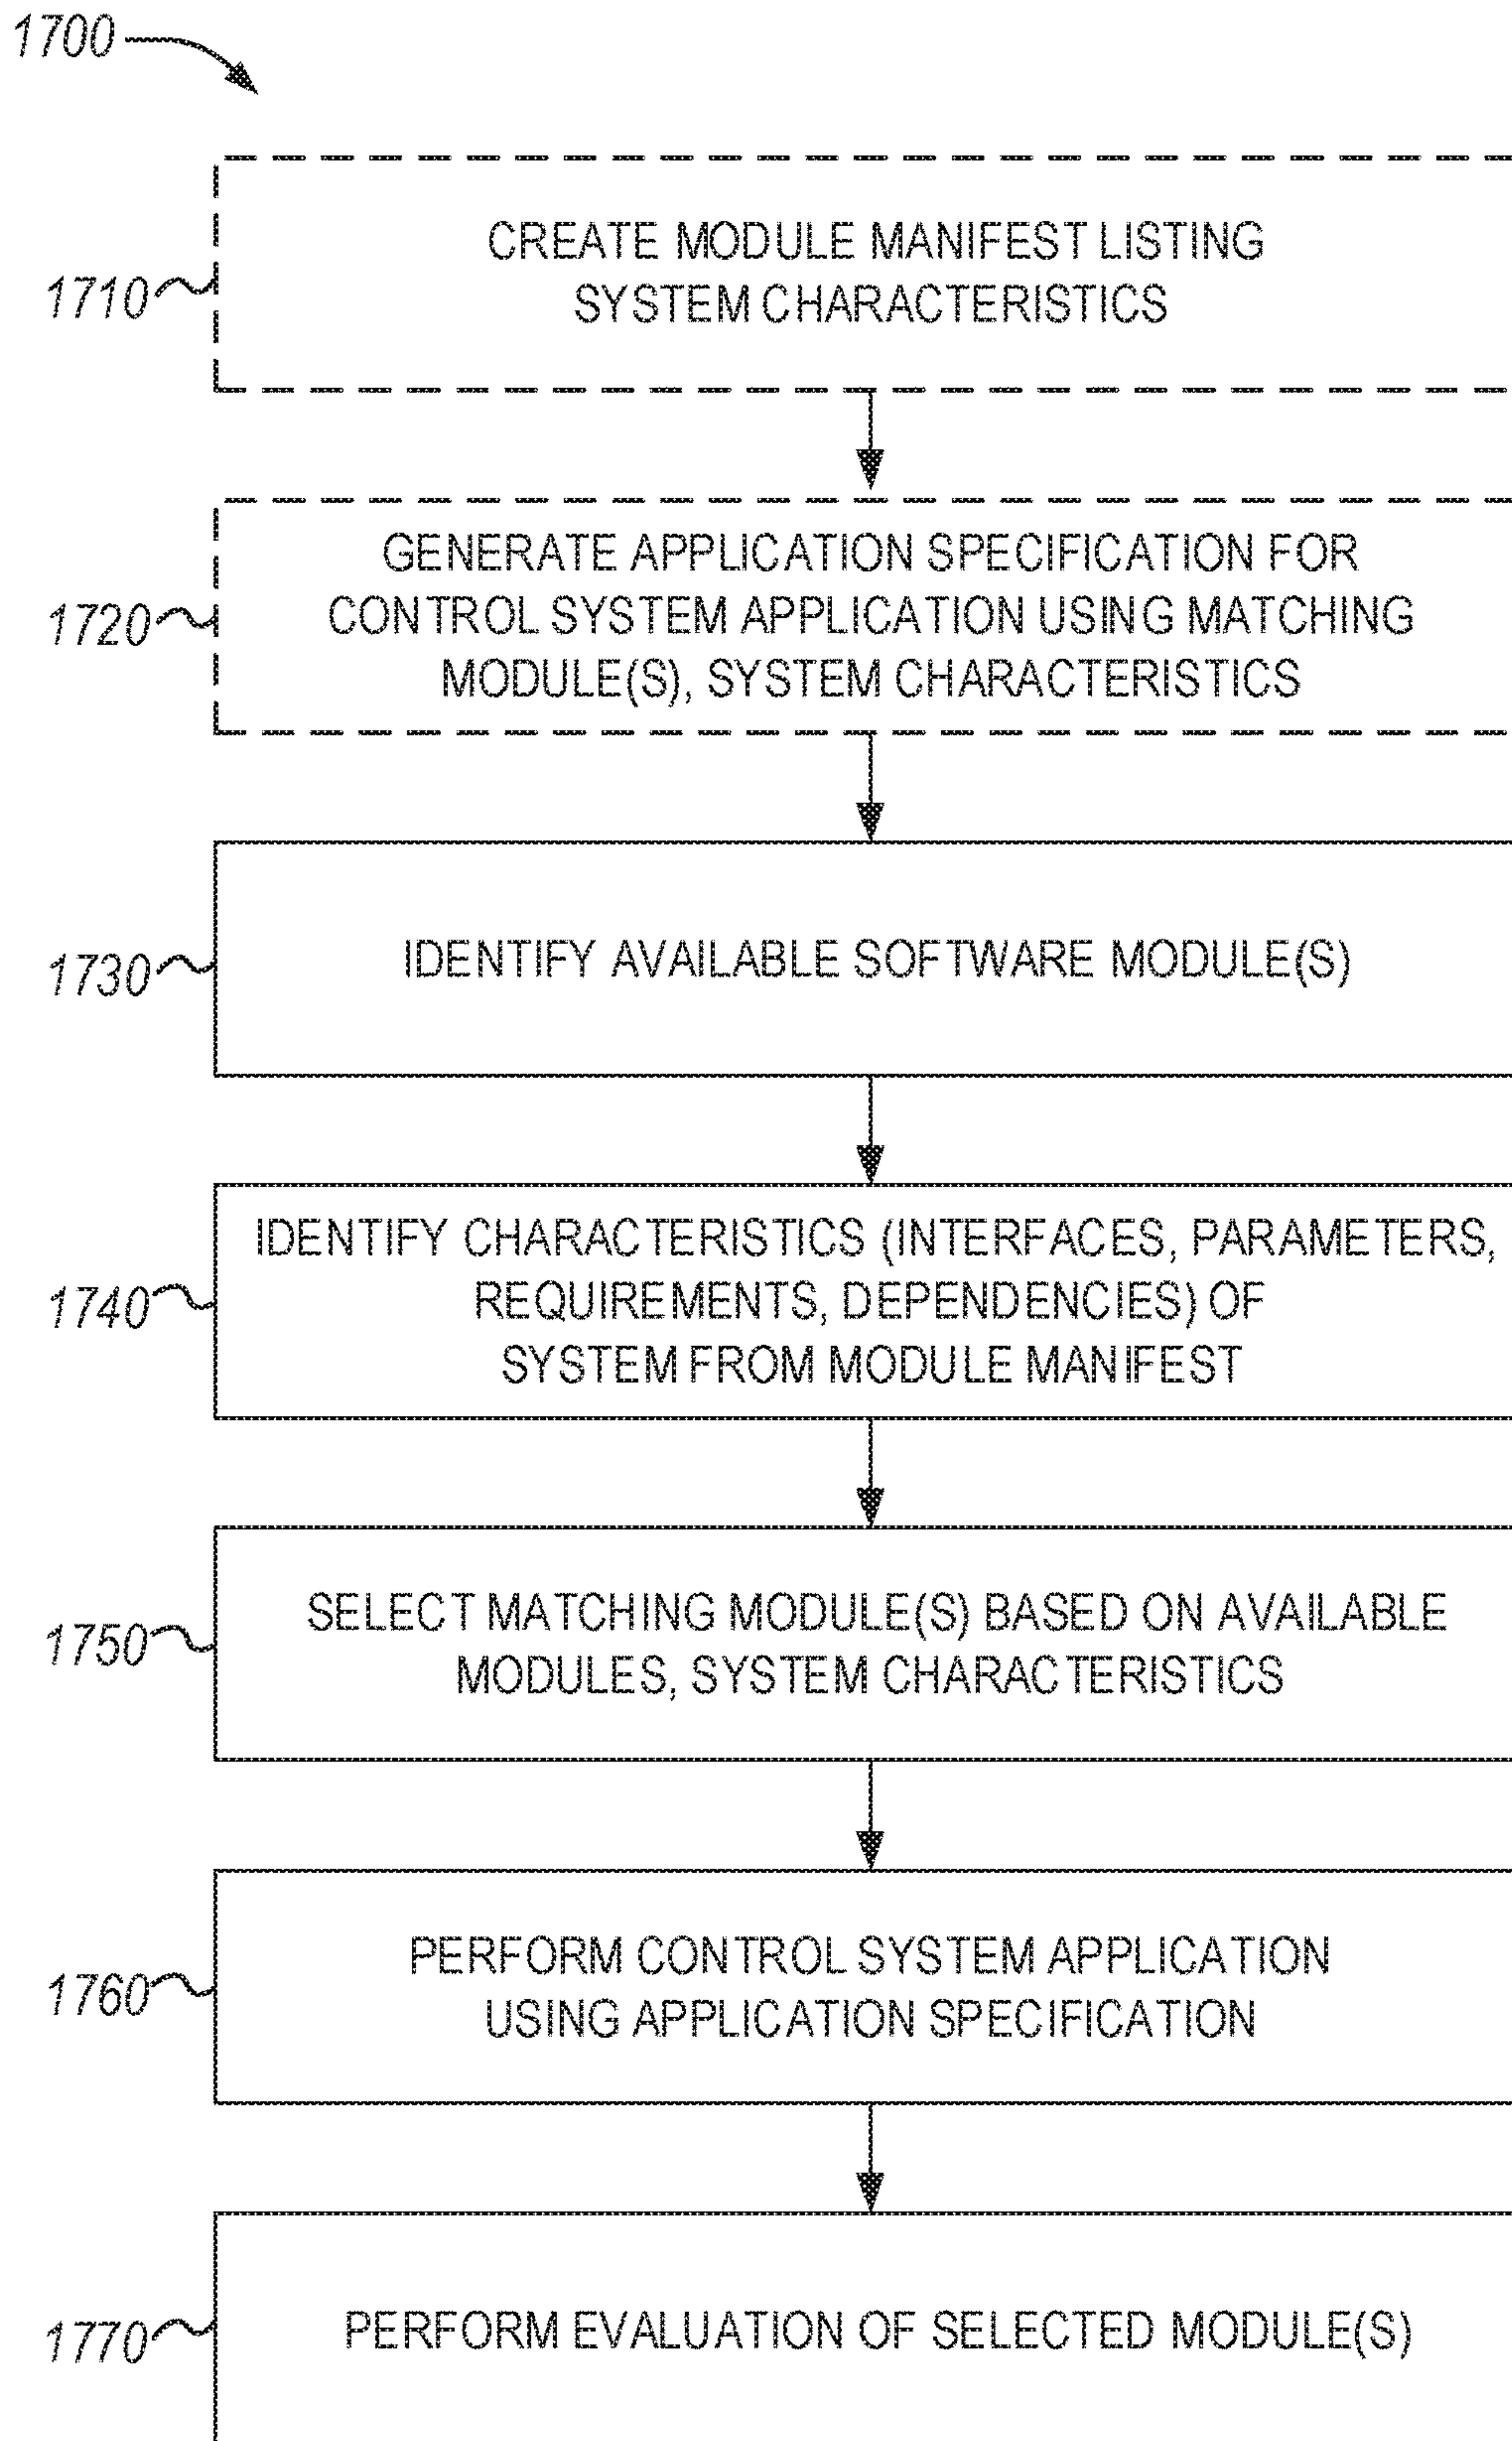 1700
CREATE MODULE MANIFEST LISTING
SYSTEM CHARACTERISTICS
1710
GENERATE APPLICATION SPECIFICATION FOR
CONTROL SYSTEM APPLICATION USING MATCHING
MODULE(S), SYSTEM CHARACTERISTICS
1720
IDENTIFY AVAILABLE SOFTWARE MODULE(S)
1730
IDENTIFY CHARACTERISTICS (INTERFACES, PARAMETERS,
REQUIREMENTS, DEPENDENCIES) OF
SYSTEM FROM MODULE MANIFEST
1740
SELECT MATCHING MODULE(S) BASED ON AVAILABLE
MODULES, SYSTEM CHARACTERISTICS
1750
PERFORM CONTROL SYSTEM APPLICATION
USING APPLICATION SPECIFICATION
1760
PERFORM EVALUATION OF SELECTED MODULE(S)
1770